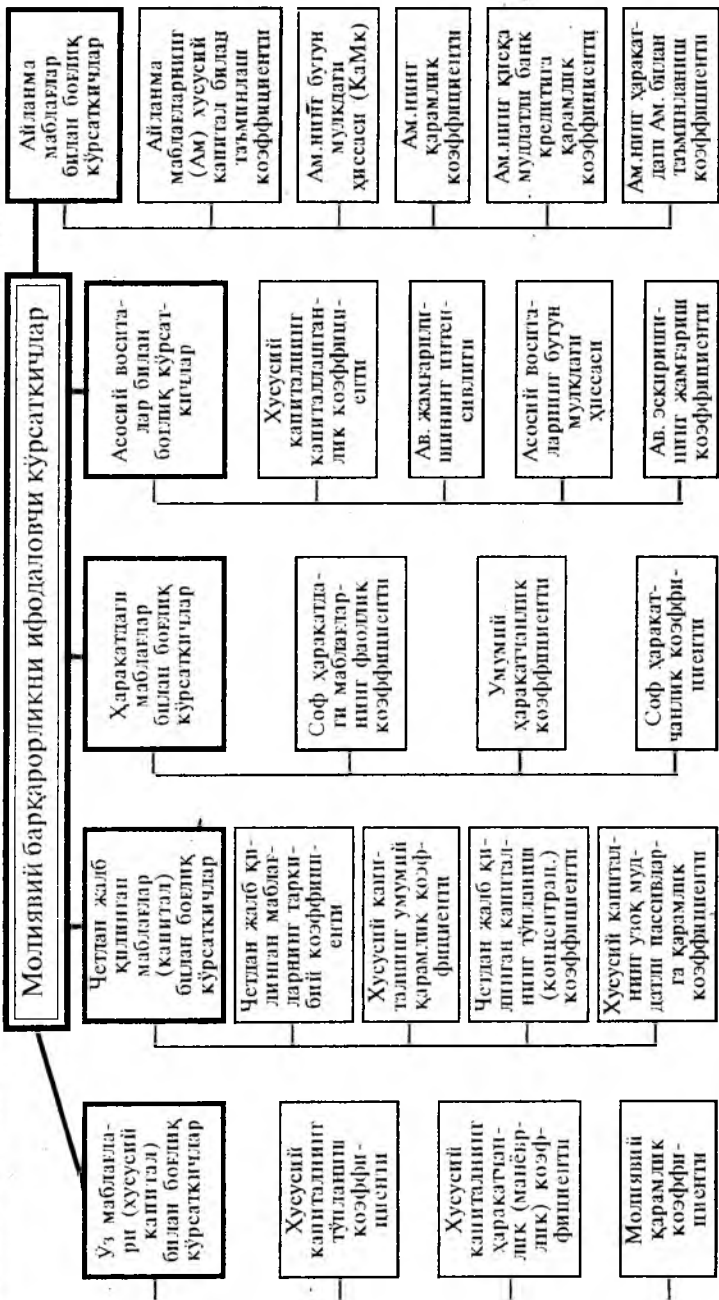 Молиявий барқарорликни ифодаловчи кўрсаткичлар
Ўз маблағла-
ри (хусусий
капитал)
билан боғлиқ
кўрсаткичлар
Хусусий
капиталнинг
тўпланиш
коэффи-
циенти
Хусусий
капиталнинг
ҳаракатчан-
лик (манёвр-
лик) коэф-
фициенти
Молиявий
қарамлик
коэффи-
циенти
Четдан жалб
қилинган
маблағлар
(капитал)
билан боғлиқ
кўрсаткичлар
Четдан жалб қи-
линган маблағ-
ларнинг тарки-
бий коэффици-
енти
Хусусий капи-
талнинг умумий
қарамлик коэф-
фициенти
Четдан жалб қи-
линган капитал-
нинг тўпланиш
(концентрац.)
коэффициенти
Хусусий капитал-
нинг узоқ муд-
датли пассивлар-
га қарамлик
коэффициенти
Ҳаракатдаги
маблағлар
билан боғлиқ
кўрсаткичлар
Соф ҳаракатда-
ги маблағлар-
нинг фаоллик
коэффициенти
Умумий
ҳаракатчанлик
коэффициенти
Соф ҳаракат-
чанлик коэффи-
циенти
Асосий восита-
лар билан
боғлиқ кўрсат-
кичлар
Хусусий
капиталнинг
капиталлашган-
лик коэффици-
енти
Ав. жамғарили-
шининг интен-
сивлиги
Асосий восита-
ларнинг бутун
мулкдаги
ҳиссаси
Ав. эскириши-
нинг жамғариш
коэффициенти
Айланма
маблағлар
билан боғлиқ
кўрсаткичлар
Айланма
маблағларнинг
(Ам) хусусий
капитал билан
таъминлаш
коэффициенти
Ам.нинг бутун
мулкдаги
ҳиссаси (КаМк)
Ам.нинг
қарамлик
коэффициенти
Ам.нинг қисқа
муддатли банк
кредитига
қарамлик
коэффициенти
Ам.нинг ҳаракат-
даги Ам. билан
таъминланиш
коэффициенти